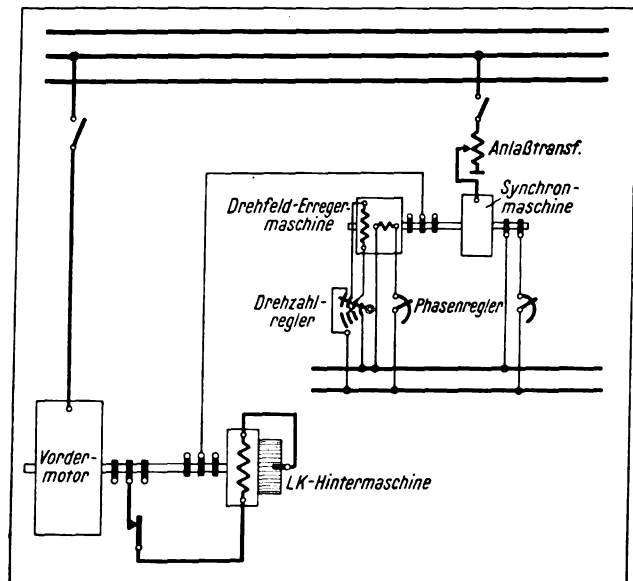 Anlaßtransf.
Synchron-
maschine
Drehfeld-Erreger-
maschine
Drehzahl-
regler
Phasenregler
Vorder-
motor
LK-Hintermaschine